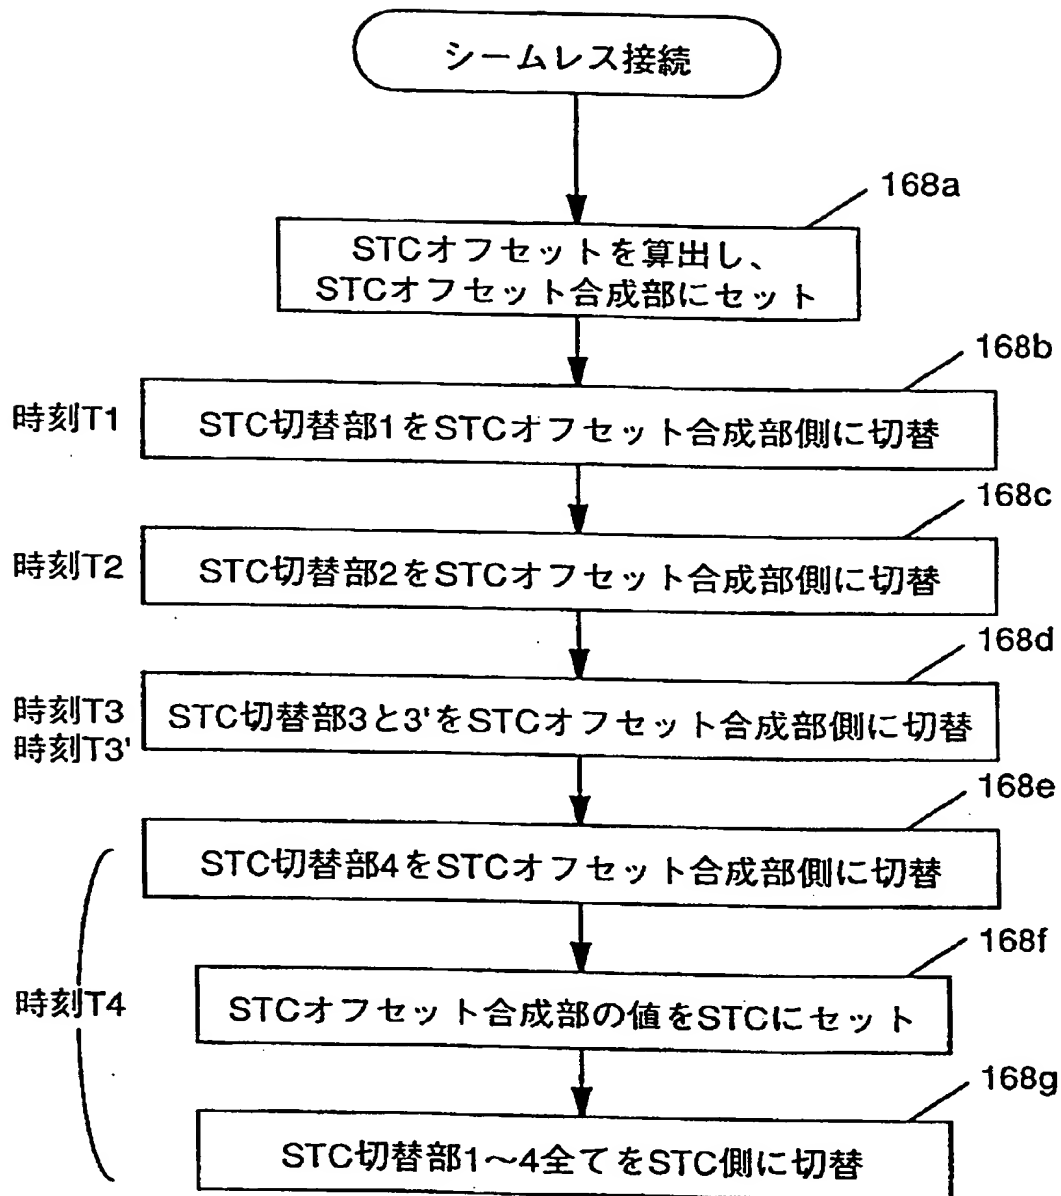 シームレス接続
168a
STCオフセットを算出し、
STCオフセット合成部にセット
168b
時刻T1
STC切替部1をSTCオフセット合成部側に切替
168c
時刻T2
STC切替部2をSTCオフセット合成部側に切替
168d
時刻T3
時刻T3'
STC切替部3と3'をSTCオフセット合成部側に切替
168e
STC切替部4をSTCオフセット合成部側に切替
168f
時刻T4
STCオフセット合成部の値をSTCにセット
168g
STC切替部1～4全てをSTC側に切替